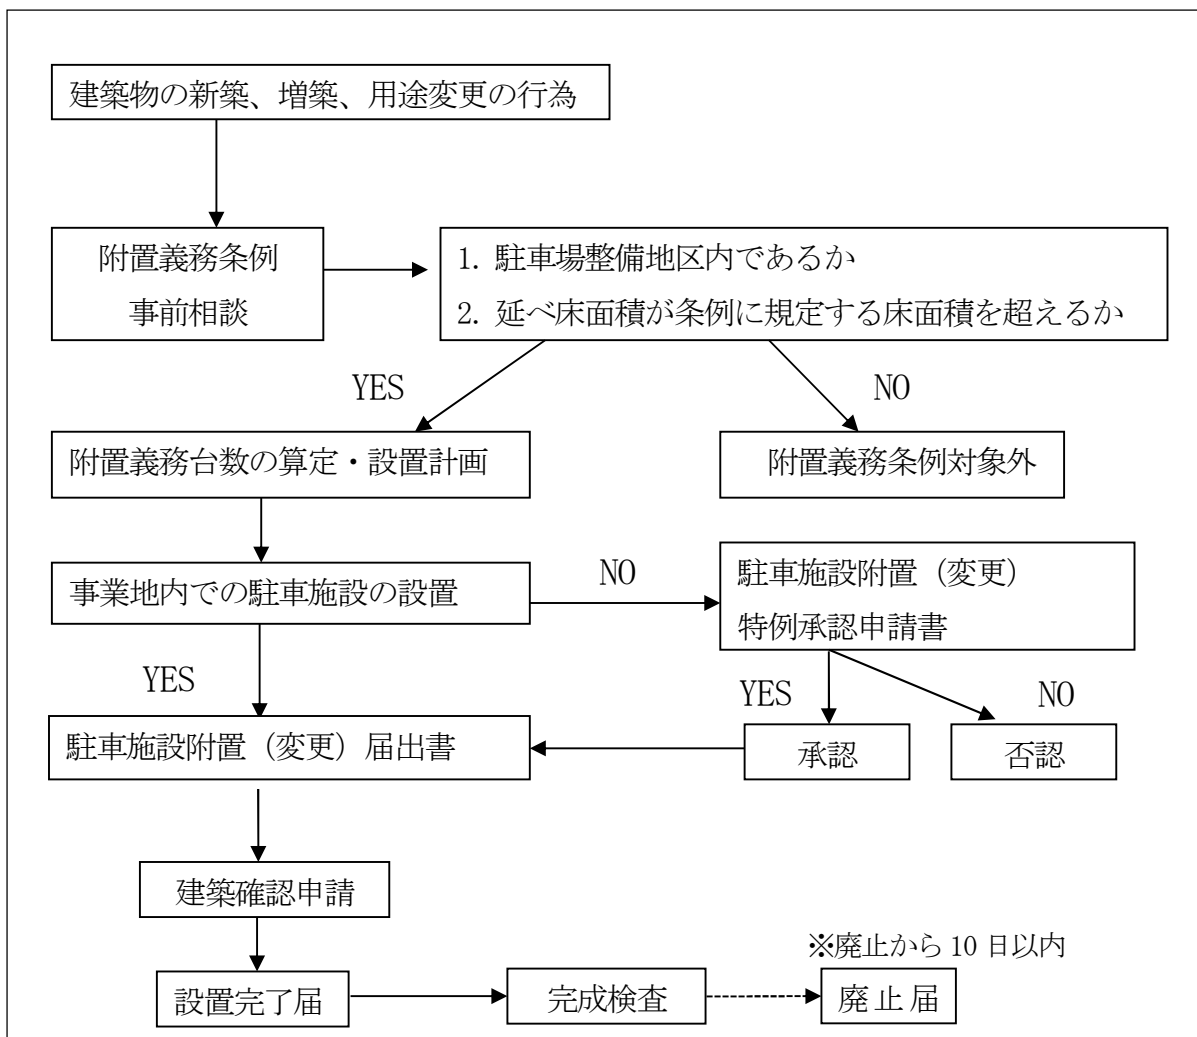 建築物の新築、増築、用途変更の行為
附置義務条例
事前相談
1. 駐車場整備地区内であるか
2. 延べ床面積が条例に規定する床面積を超えるか
YES
NO
附置義務台数の算定・設置計画
附置義務条例対象外
事業地内での駐車施設の設置
NO
駐車施設附置（変更）
特例承認申請書
YES
YES
NO
駐車施設附置（変更）届出書
承認
否認
建築確認申請
※廃止から 10 日以内
設置完了届
完成検査
廃止届